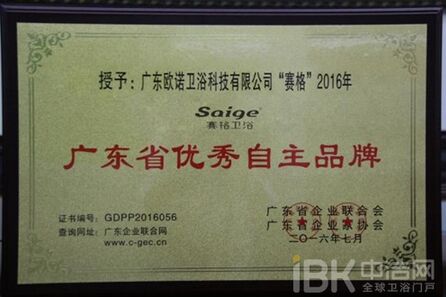 授予：广东欧诺卫浴科技有限公司“赛格”2016年
Saige®
赛格卫浴
广东省优秀自主品牌
证书编号：GDPP2016056
查询网址：广东企业联合网
www.c-gec.cn
广东省企业联合会
广东省企业家协会
二〇一六年七月
iBK中洁网
全球卫浴门户